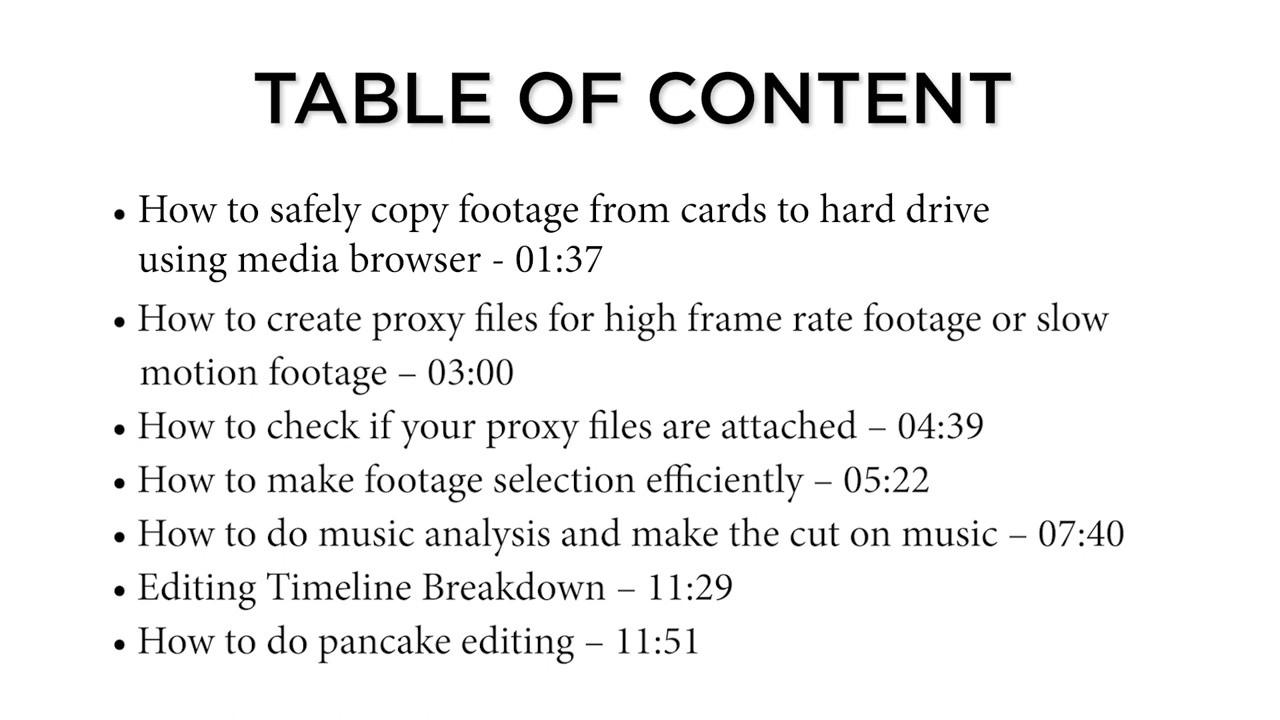 TABLE OF CONTENT
• How to safely copy footage from cards to hard drive
using media browser - 01:37
• How to create proxy files for high frame rate footage or slow
motion footage – 03:00
• How to check if your proxy files are attached – 04:39
• How to make footage selection efficiently – 05:22
• How to do music analysis and make the cut on music – 07:40
• Editing Timeline Breakdown – 11:29
• How to do pancake editing – 11:51